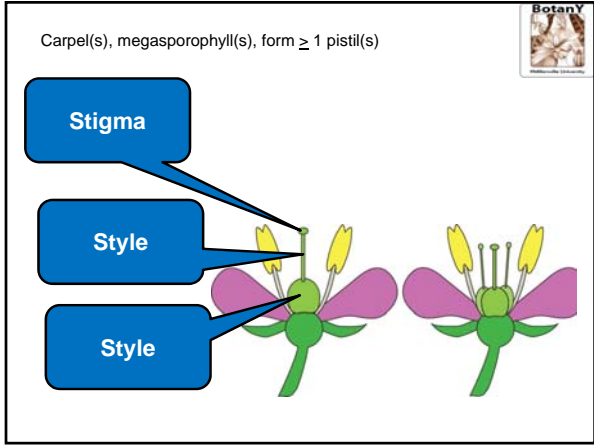 BotanY
Carpel(s), megasporophyll(s), form ≥ 1 pistil(s)
Stigma
Style
Style